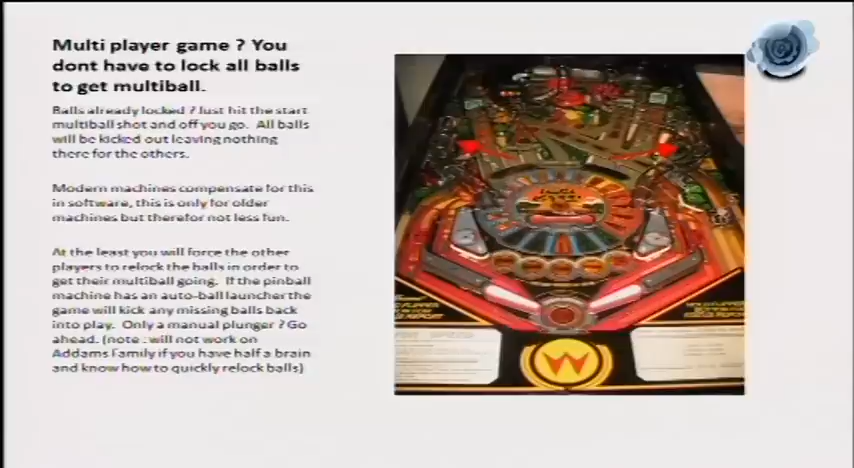 Multi player game ? You
dont have to lock all balls
to get multiball.
Balls already locked ? Just hit the start
multiball shot and off you go. All balls
will be kicked out leaving nothing
there for the others.
Modern machines compensate for this
in software, this is only for older
machines but therefor not less fun.
At the least you will force the other
players to relock the balls in order to
get their multiball going. If the pinball
machine has an auto-ball launcher the
game will kick any missing balls back
into play. Only a manual plunger ? Go
ahead. (note : will not work on
Addams Family if you have half a brain
and know how to quickly relock balls)
W